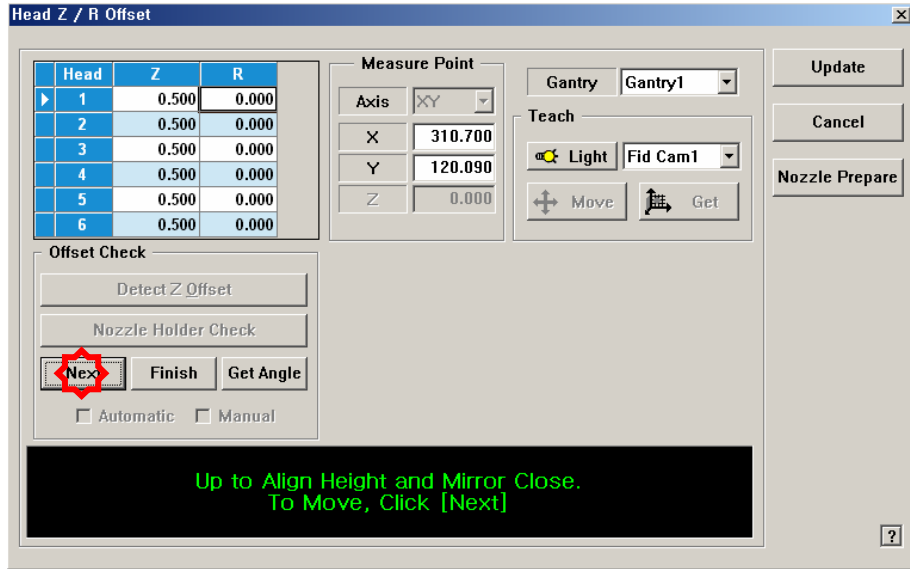 Head Z / R Offset
Head Z R
1 0.500 0.000
2 0.500 0.000
3 0.500 0.000
4 0.500 0.000
5 0.500 0.000
6 0.500 0.000
Measure Point
Axis XY
X 310.700
Y 120.090
Z 0.000
Gantry Gantry1
Teach
Light Fid Cam1
Move Get
Update
Cancel
Nozzle Prepare
Offset Check
Detect Z Offset
Nozzle Holder Check
Next Finish Get Angle
Automatic Manual
Up to Align Height and Mirror Close.
To Move, Click [Next]
?